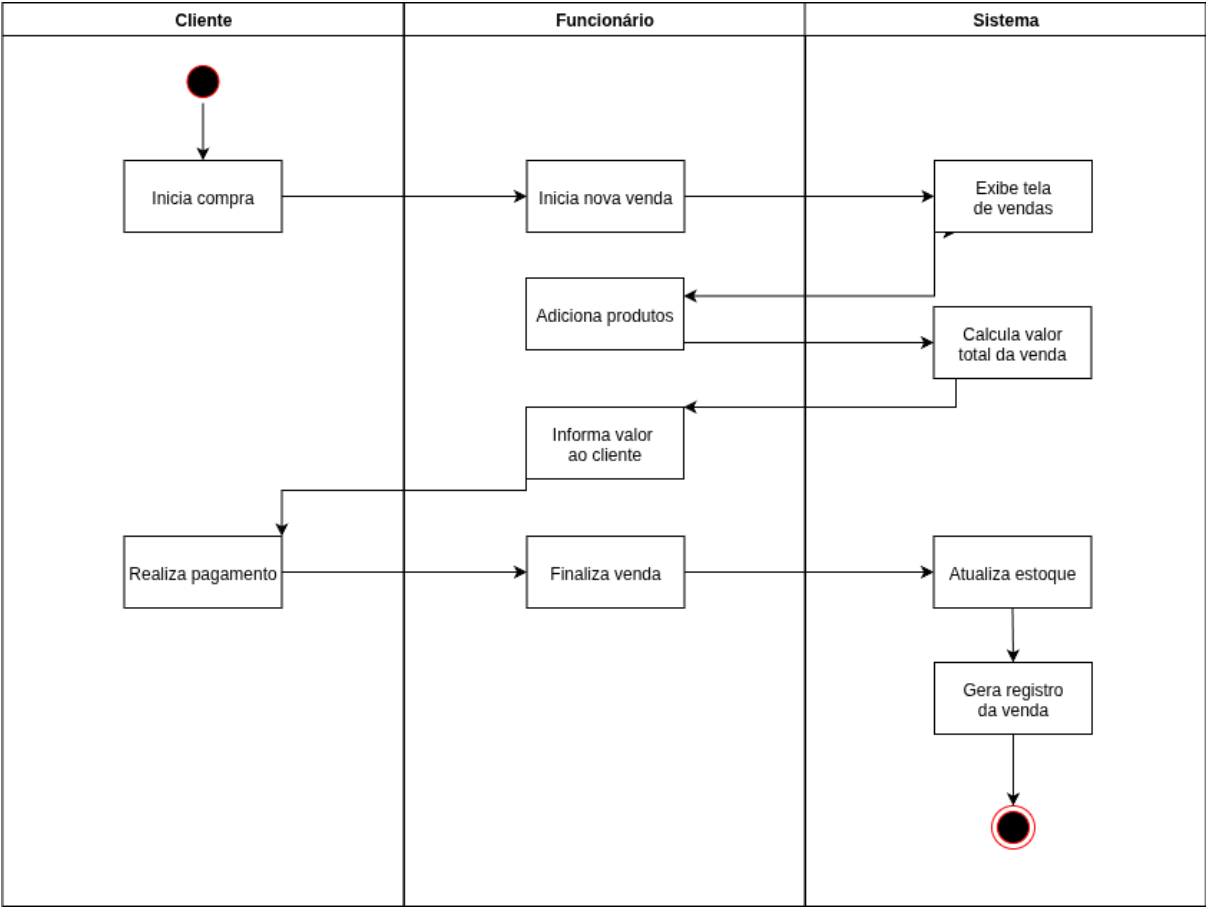 Cliente
Funcionário
Sistema
Inicia compra
Inicia nova venda
Exibe tela
de vendas
Adiciona produtos
Calcula valor
total da venda
Informa valor
ao cliente
Realiza pagamento
Finaliza venda
Atualiza estoque
Gera registro
da venda